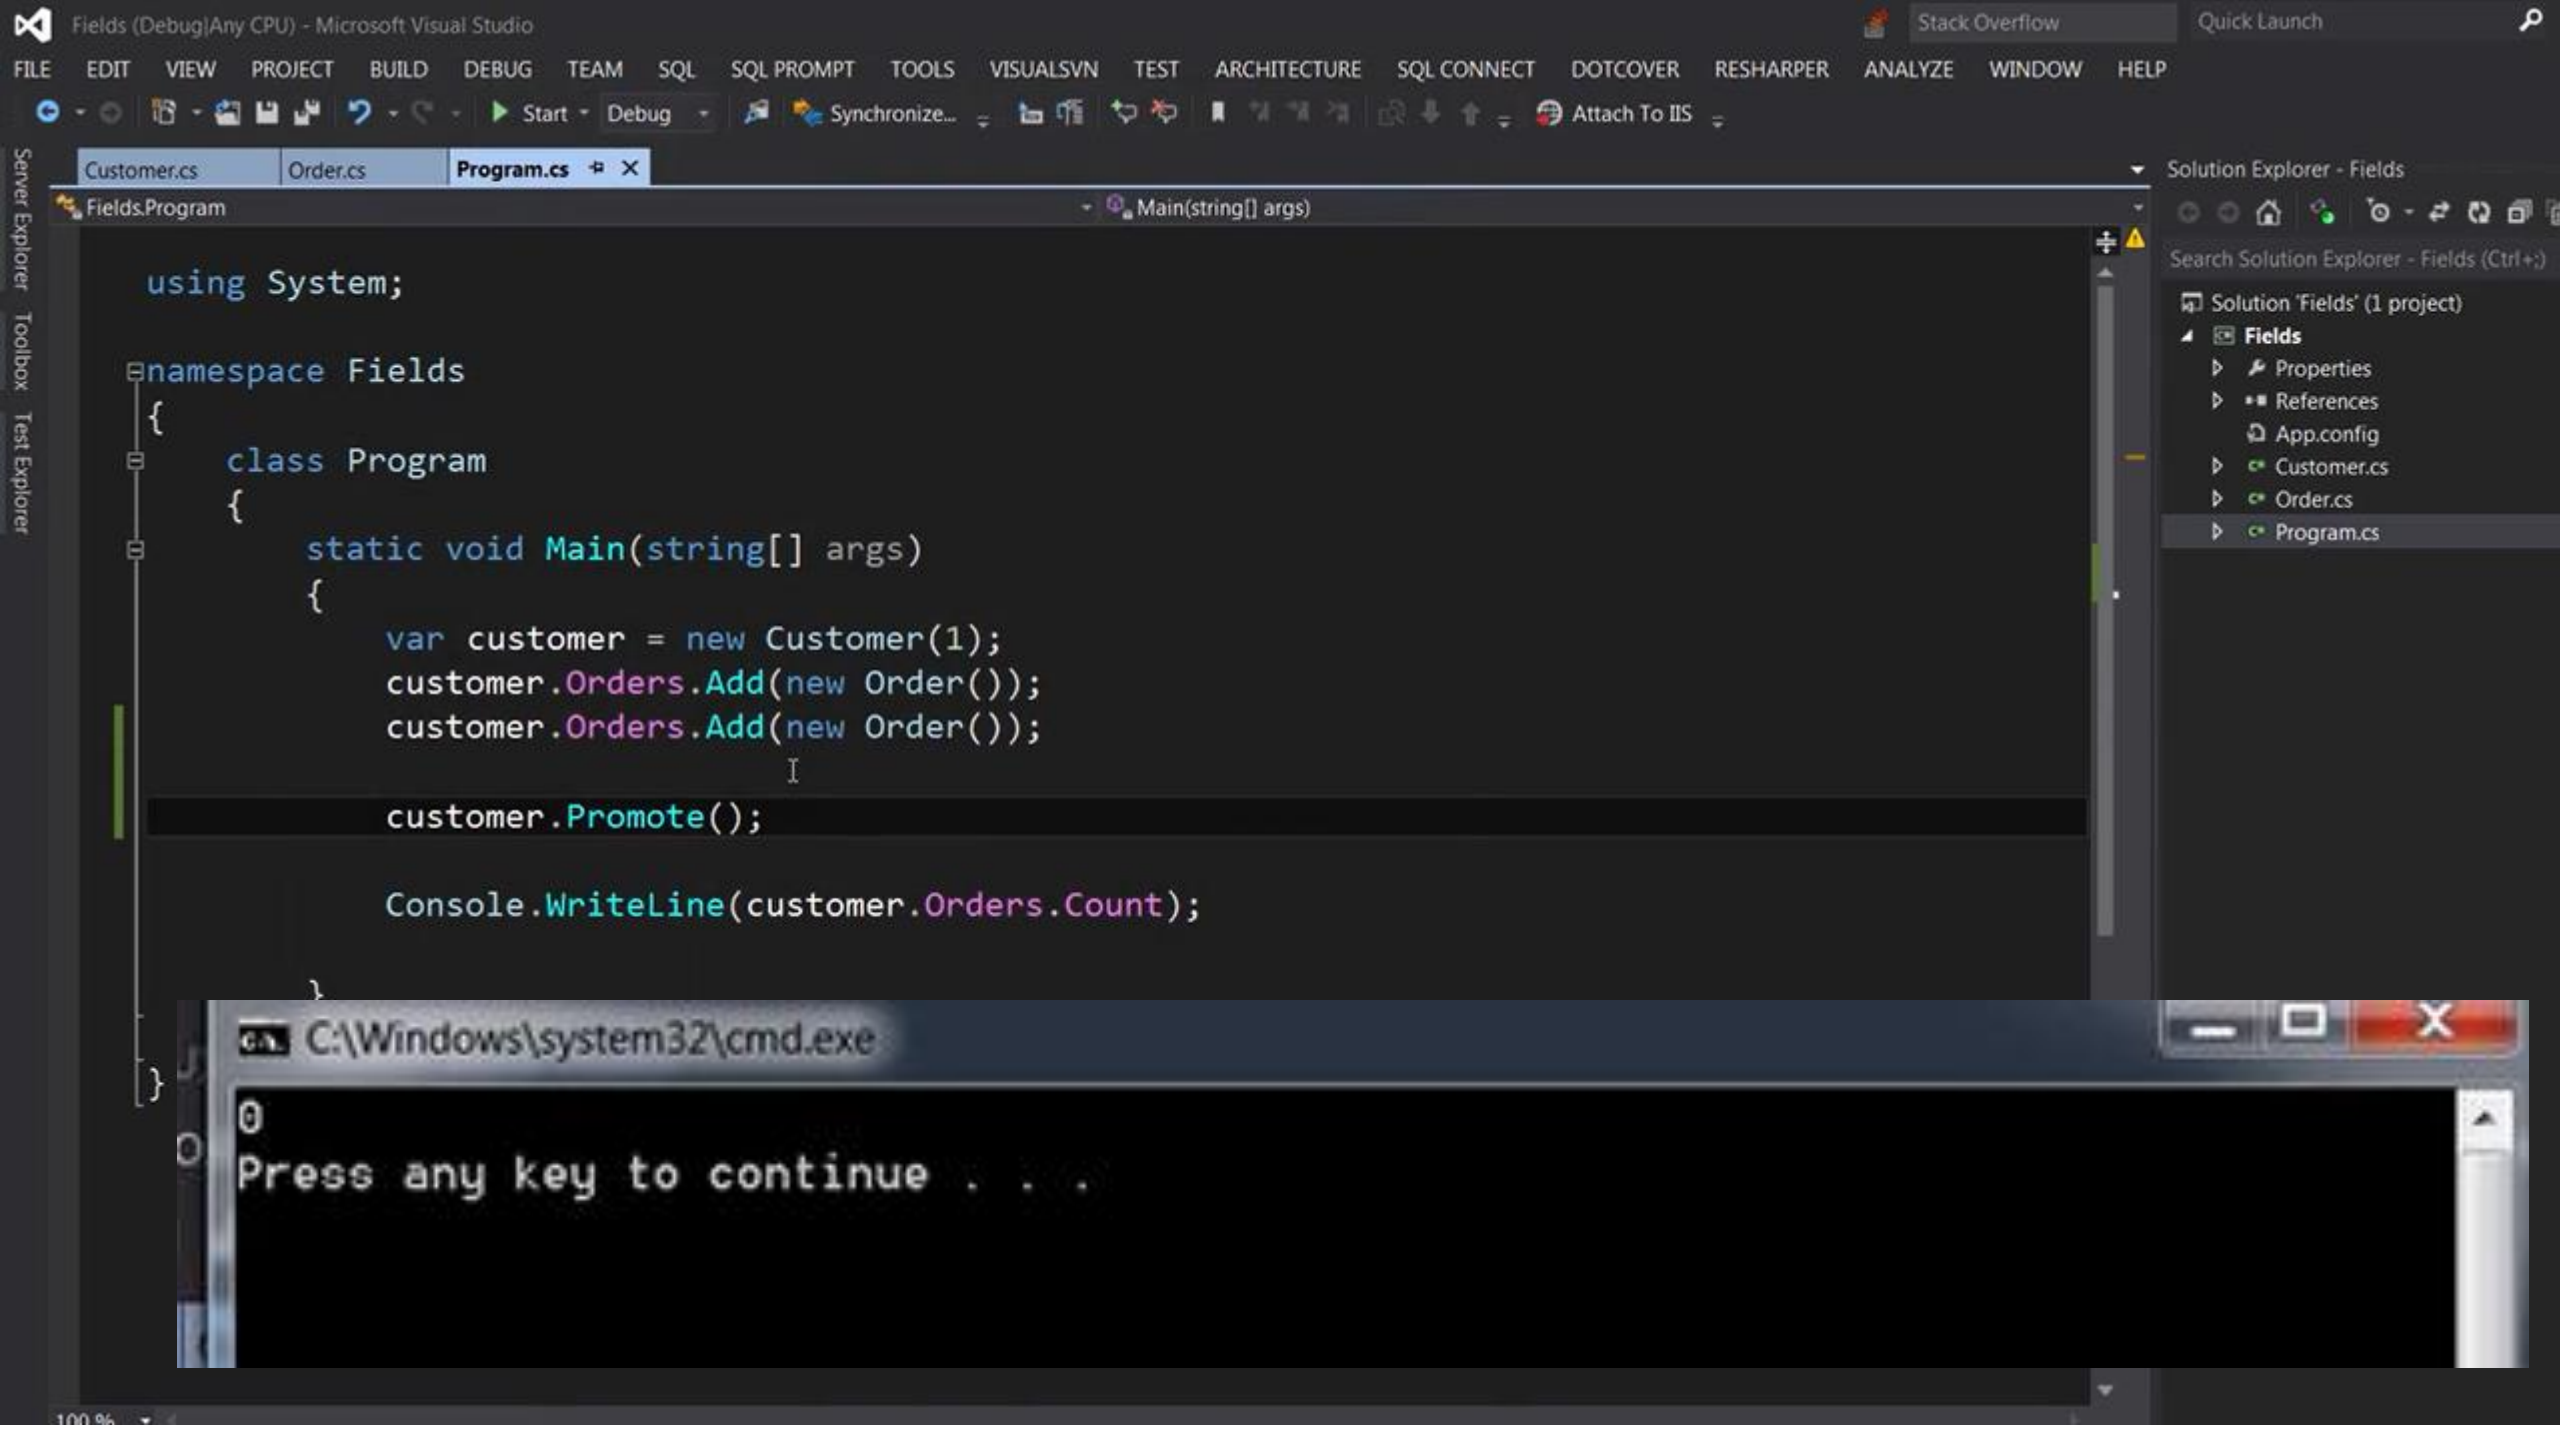 Fields (Debug|Any CPU) - Microsoft Visual Studio
Stack Overflow
Quick Launch
FILE EDIT VIEW PROJECT BUILD DEBUG TEAM SQL SQL PROMPT TOOLS VISUALSVN TEST ARCHITECTURE SQL CONNECT DOTCOVER RESHARPER ANALYZE WINDOW HELP
Start Debug Synchronize... Attach To IIS
Server Explorer
Toolbox
Test Explorer
Customer.cs Order.cs Program.cs
Fields.Program
Main(string[] args)
using System;
namespace Fields
{
class Program
{
static void Main(string[] args)
{
var customer = new Customer(1);
customer.Orders.Add(new Order());
customer.Orders.Add(new Order());
customer.Promote();
Console.WriteLine(customer.Orders.Count);
}
}
C:\Windows\system32\cmd.exe
0
Press any key to continue . . .
100 %
Solution Explorer - Fields
Search Solution Explorer - Fields (Ctrl+;)
Solution 'Fields' (1 project)
Fields
Properties
References
App.config
Customer.cs
Order.cs
Program.cs